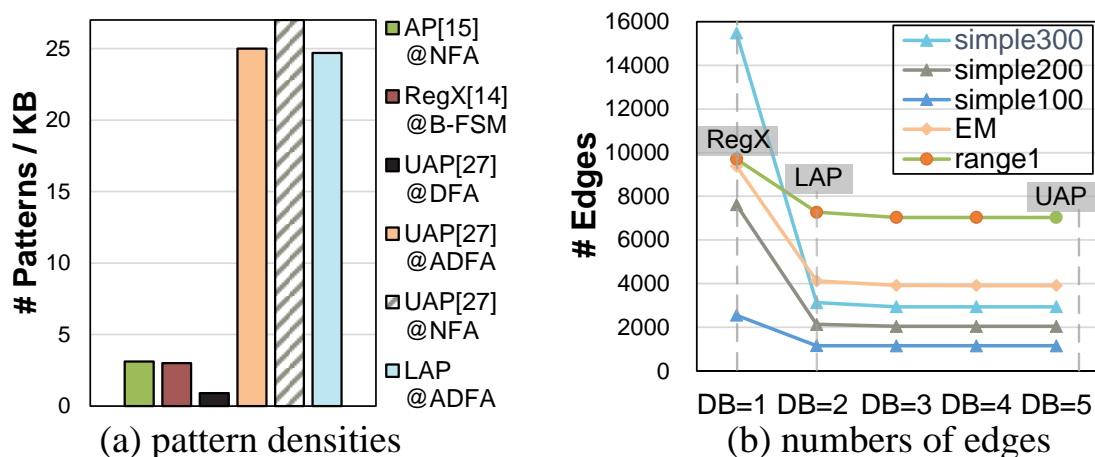 # Patterns / KB
25
20
15
10
5
0
AP[15]
@NFA
RegX[14]
@B-FSM
UAP[27]
@DFA
UAP[27]
@ADFA
UAP[27]
@NFA
LAP
@ADFA
(a) pattern densities
# Edges
16000
14000
12000
10000
8000
6000
4000
2000
0
simple300
simple200
simple100
EM
range1
RegX
LAP
UAP
DB=1 DB=2 DB=3 DB=4 DB=5
(b) numbers of edges